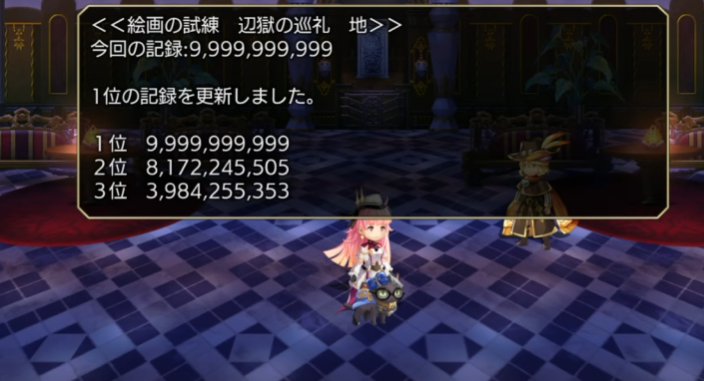 <<絵画の試練　辺獄の巡礼　地>>
今回の記録:9,999,999,999
1位の記録を更新しました。
1位 9,999,999,999
2位 8,172,245,505
3位 3,984,255,353